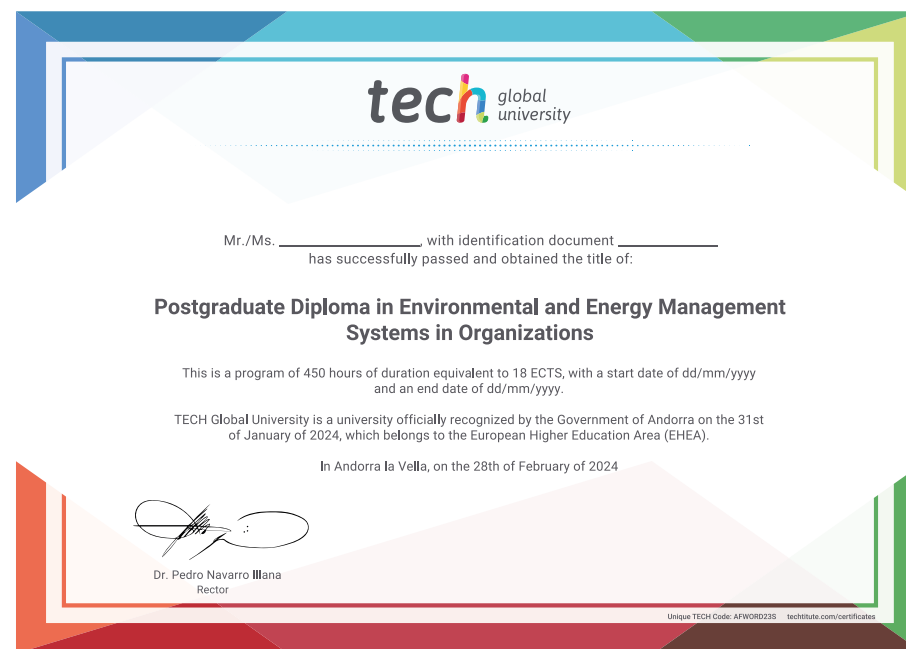 tech global university
Mr./Ms. ____________, with identification document ________
has successfully passed and obtained the title of:
Postgraduate Diploma in Environmental and Energy Management
Systems in Organizations
This is a program of 450 hours of duration equivalent to 18 ECTS, with a start date of dd/mm/yyyy
and an end date of dd/mm/yyyy.
TECH Global University is a university officially recognized by the Government of Andorra on the 31st
of January of 2024, which belongs to the European Higher Education Area (EHEA).
In Andorra la Vella, on the 28th of February of 2024
Dr. Pedro Navarro Illana
Rector
Unique TECH Code: AFWORD23S techtitute.com/certificates